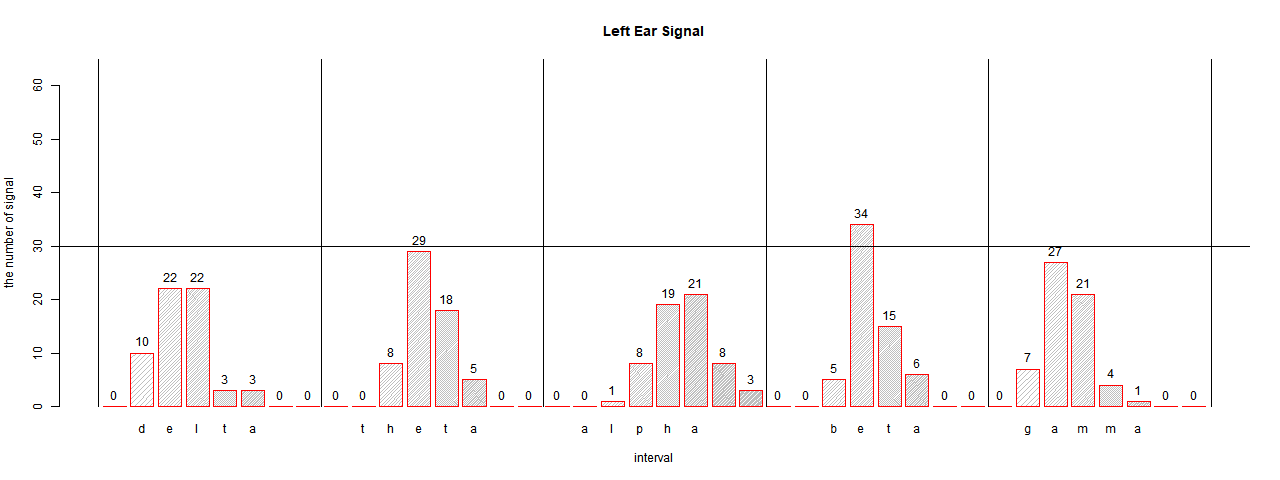 Left Ear Signal
the number of signal
60
50
40
30
20
10
0
0 10 22 22 3 3 0 0
0 0 8 29 18 5 0 0
0 0 1 8 19 21 8 3
0 0 5 34 15 6 0 0
0 7 27 21 4 1 0 0
d e l t a t h e t a a l p h a b e t a g a m m a
interval